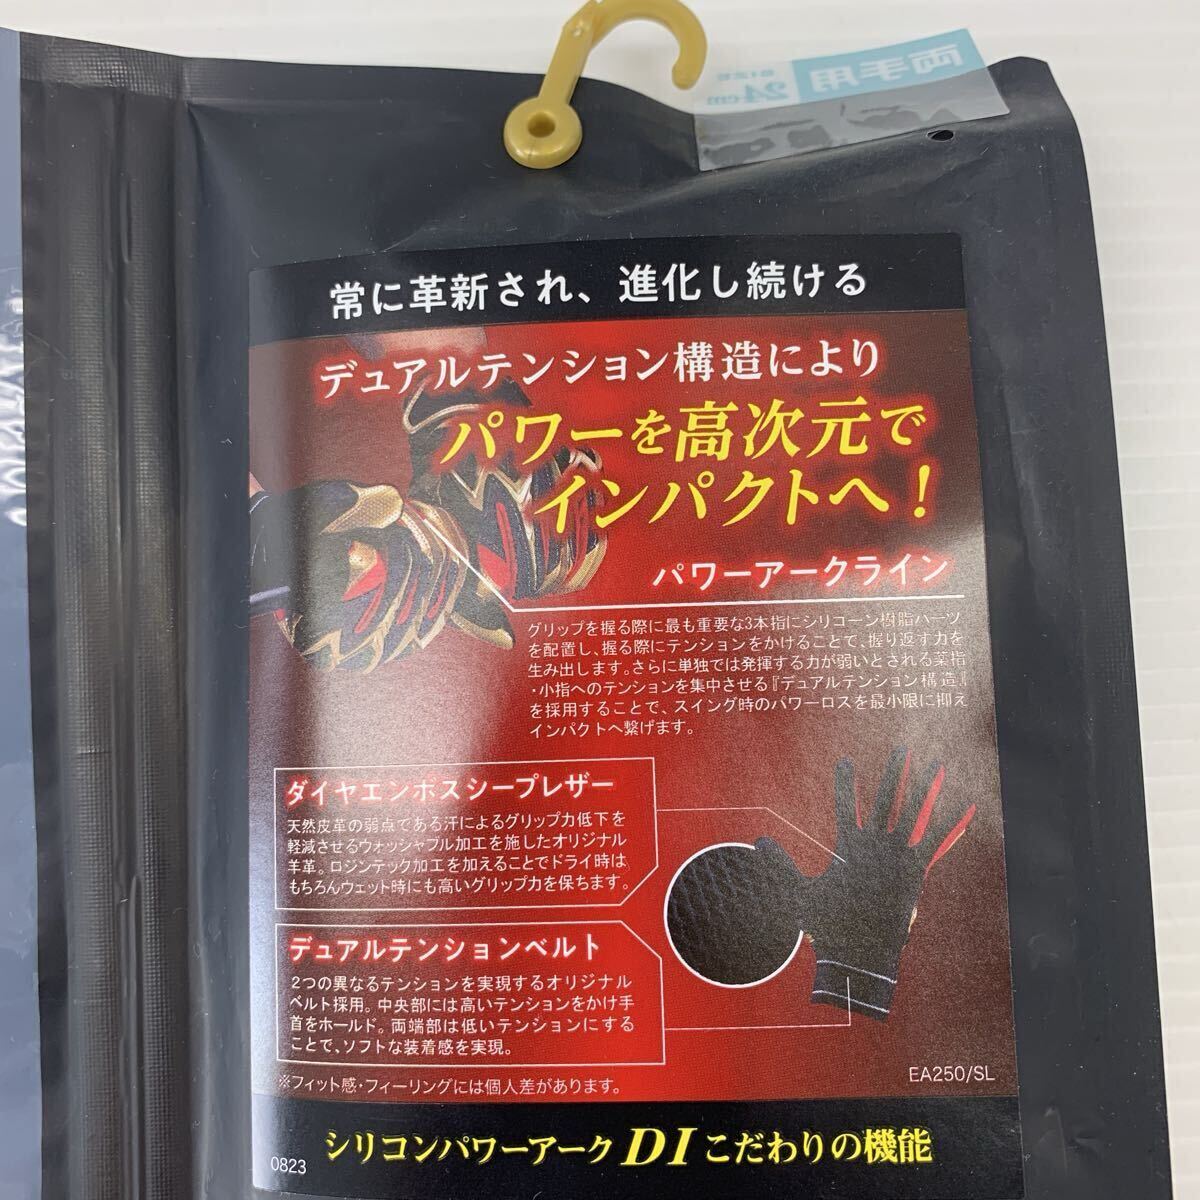 両手用
SIZE
24cm
常に革新され、進化し続ける
デュアルテンション構造により
パワーを高次元で
インパクトへ!
パワーアークライン
グリップを握る際に最も重要な3本指にシリコーン樹脂パーツ
を配置し、握る際にテンションをかけることで、握り返す力を
生み出します。さらに単独では発揮する力が弱いとされる薬指
・小指へのテンションを集中させる『デュアルテンション構造』
を採用することで、スイング時のパワーロスを最小限に抑え
インパクトへ繋げます。
ダイヤエンボスシープレザー
天然皮革の弱点である汗によるグリップ力低下を
軽減させるウォッシャブル加工を施したオリジナル
羊革。ロジンテック加工を加えることでドライ時は
もちろんウェット時にも高いグリップ力を保ちます。
デュアルテンションベルト
2つの異なるテンションを実現するオリジナル
ベルト採用。中央部には高いテンションをかけ手
首をホールド。両端部は低いテンションにする
ことで、ソフトな装着感を実現。
※フィット感・フィーリングには個人差があります。
EA250/SL
シリコンパワーアークDIこだわりの機能
0823